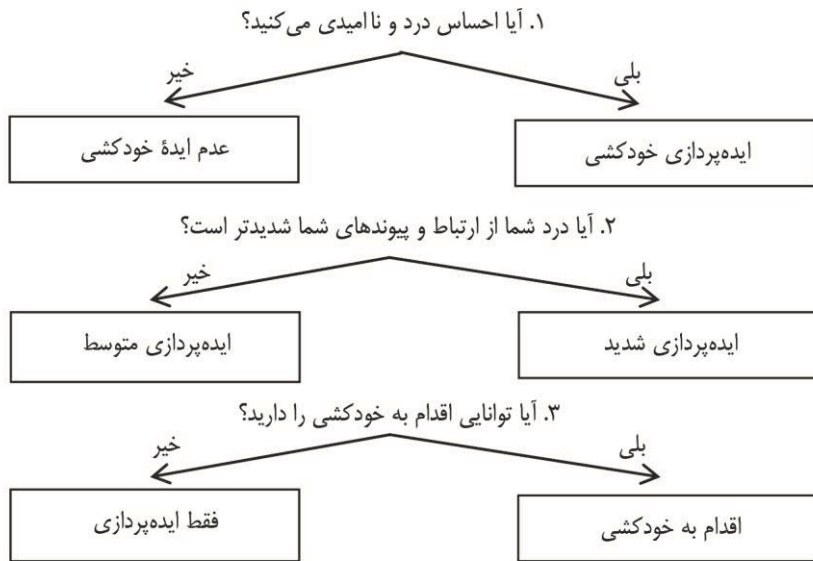 ۱. آیا احساس درد و ناامیدی می‌کنید؟
بلی
خیر
ایده‌پردازی خودکشی
عدم ایدهٔ خودکشی
۲. آیا درد شما از ارتباط و پیوندهای شما شدیدتر است؟
بلی
خیر
ایده‌پردازی شدید
ایده‌پردازی متوسط
۳. آیا توانایی اقدام به خودکشی را دارید؟
بلی
خیر
اقدام به خودکشی
فقط ایده‌پردازی